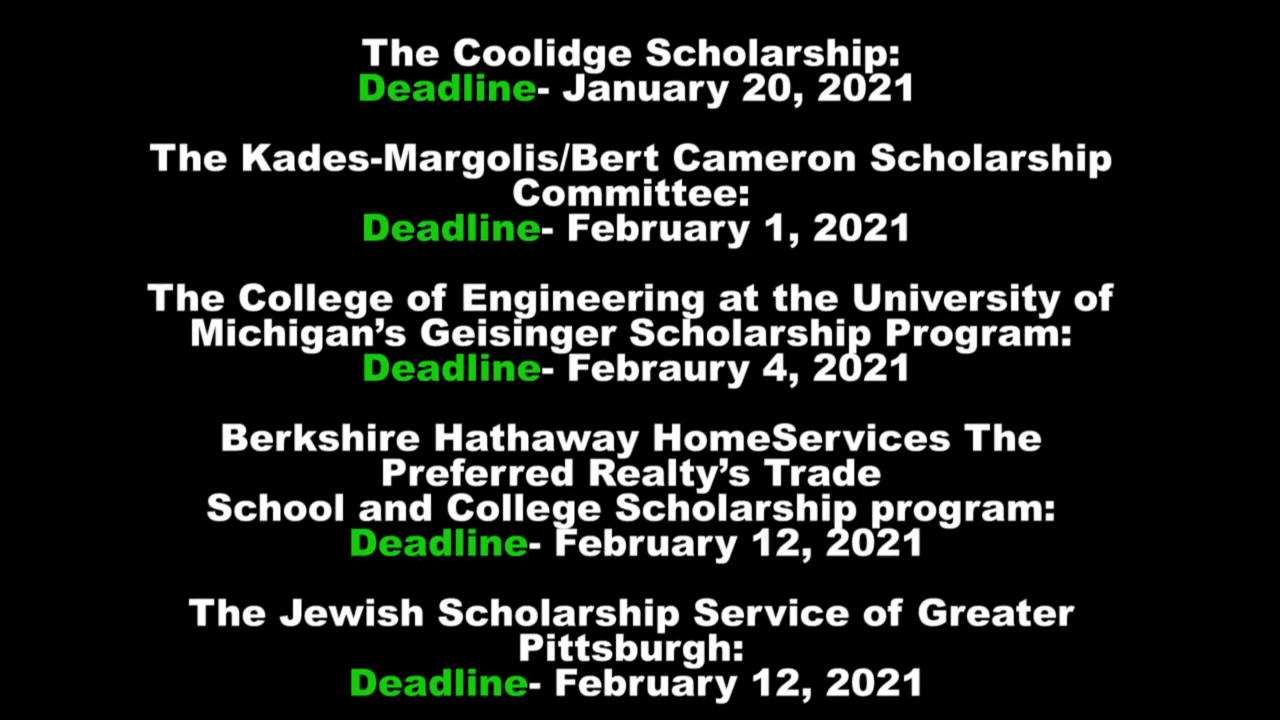 The Coolidge Scholarship:
Deadline- January 20, 2021
The Kades-Margolis/Bert Cameron Scholarship
Committee:
Deadline- February 1, 2021
The College of Engineering at the University of
Michigan’s Geisinger Scholarship Program:
Deadline- Febraury 4, 2021
Berkshire Hathaway HomeServices The
Preferred Realty’s Trade
School and College Scholarship program:
Deadline- February 12, 2021
The Jewish Scholarship Service of Greater
Pittsburgh:
Deadline- February 12, 2021